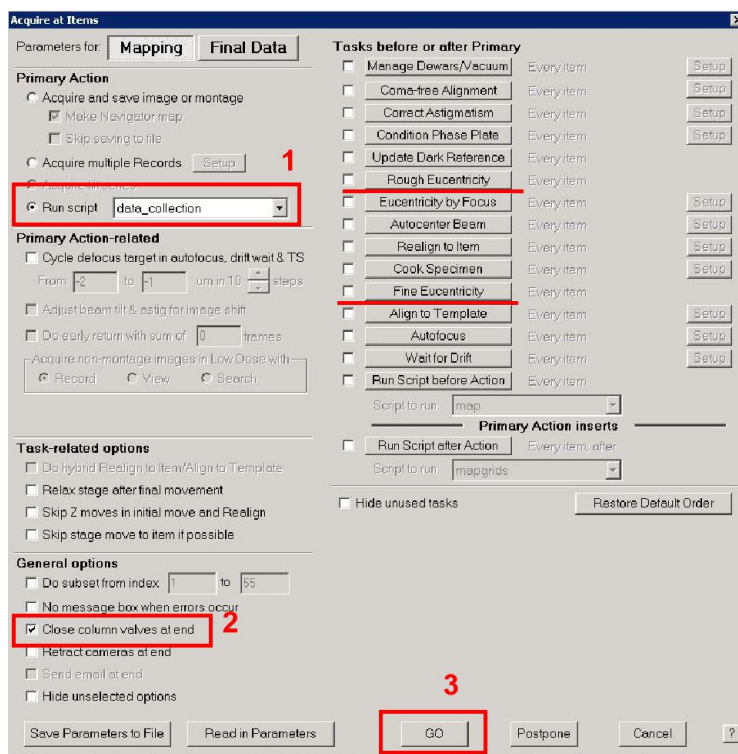 Acquire at Items
Parameters for: Mapping Final Data
Primary Action
Acquire and save image or montage
Make Navigator map
Skip saving to file
Acquire multiple Records Setup
1
Acquire tilt series
Run script data_collection
Primary Action-related
Cycle defocus target in autofocus, drift wait & TS
From -2 to -1 um in 10 steps
Adjust beam tilt & astig for image shift
Do early return with sum of 0 frames
Acquire non-montage images in Low Dose with
Record View Search
Task-related options
Do hybrid Realign to Item/Align to Template
Relax stage after final movement
Skip Z moves in initial move and Realign
Skip stage move to item if possible
General options
Do subset from index 1 to 55
No message box when errors occur
Close column valves at end 2
Retract cameras at end
Send email at end
Hide unselected options
Tasks before or after Primary
Manage Dewars/Vacuum Every item Setup
Coma-free Alignment Every item Setup
Correct Astigmatism Every item Setup
Condition Phase Plate Every item Setup
Update Dark Reference Every item
Rough Eucentricity Every item
Eucentricity by Focus Every item Setup
Autocenter Beam Every item Setup
Realign to Item Every item Setup
Cook Specimen Every item Setup
Fine Eucentricity Every item
Align to Template Every item Setup
Autofocus Every item Setup
Wait for Drift Every item Setup
Run Script before Action Every item
Script to run: map
Primary Action inserts
Run Script after Action Every item, after
Script to run: mapgrids
Hide unused tasks Restore Default Order
3
Save Parameters to File Read in Parameters GO Postpone Cancel ?